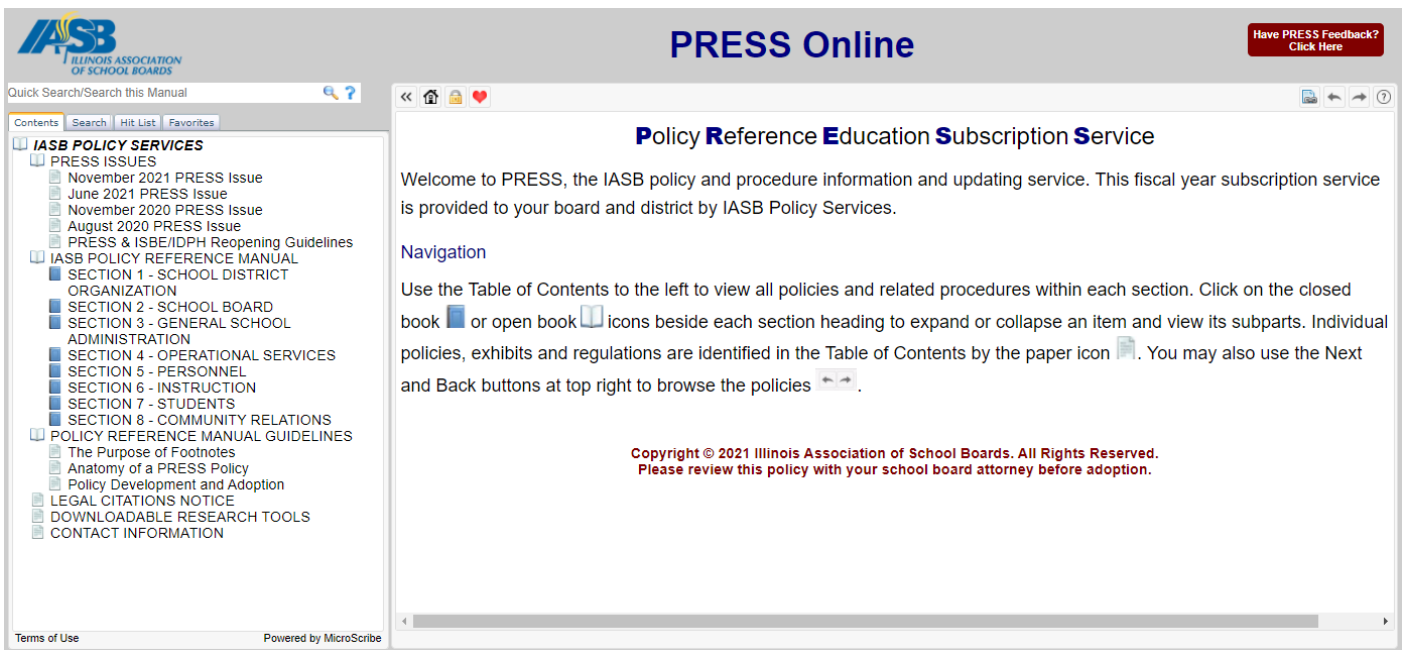 IASB
ILLINOIS ASSOCIATION
OF SCHOOL BOARDS
PRESS Online
Have PRESS Feedback?
Click Here
Quick Search/Search this Manual
Contents Search Hit List Favorites
IASB POLICY SERVICES
PRESS ISSUES
November 2021 PRESS Issue
June 2021 PRESS Issue
November 2020 PRESS Issue
August 2020 PRESS Issue
PRESS & ISBE/IDPH Reopening Guidelines
IASB POLICY REFERENCE MANUAL
SECTION 1 - SCHOOL DISTRICT
ORGANIZATION
SECTION 2 - SCHOOL BOARD
SECTION 3 - GENERAL SCHOOL
ADMINISTRATION
SECTION 4 - OPERATIONAL SERVICES
SECTION 5 - PERSONNEL
SECTION 6 - INSTRUCTION
SECTION 7 - STUDENTS
SECTION 8 - COMMUNITY RELATIONS
POLICY REFERENCE MANUAL GUIDELINES
The Purpose of Footnotes
Anatomy of a PRESS Policy
Policy Development and Adoption
LEGAL CITATIONS NOTICE
DOWNLOADABLE RESEARCH TOOLS
CONTACT INFORMATION
Terms of Use
Powered by MicroScribe
Policy Reference Education Subscription Service
Welcome to PRESS, the IASB policy and procedure information and updating service. This fiscal year subscription service
is provided to your board and district by IASB Policy Services.
Navigation
Use the Table of Contents to the left to view all policies and related procedures within each section. Click on the closed
book or open book icons beside each section heading to expand or collapse an item and view its subparts. Individual
policies, exhibits and regulations are identified in the Table of Contents by the paper icon . You may also use the Next
and Back buttons at top right to browse the policies .
Copyright © 2021 Illinois Association of School Boards. All Rights Reserved.
Please review this policy with your school board attorney before adoption.